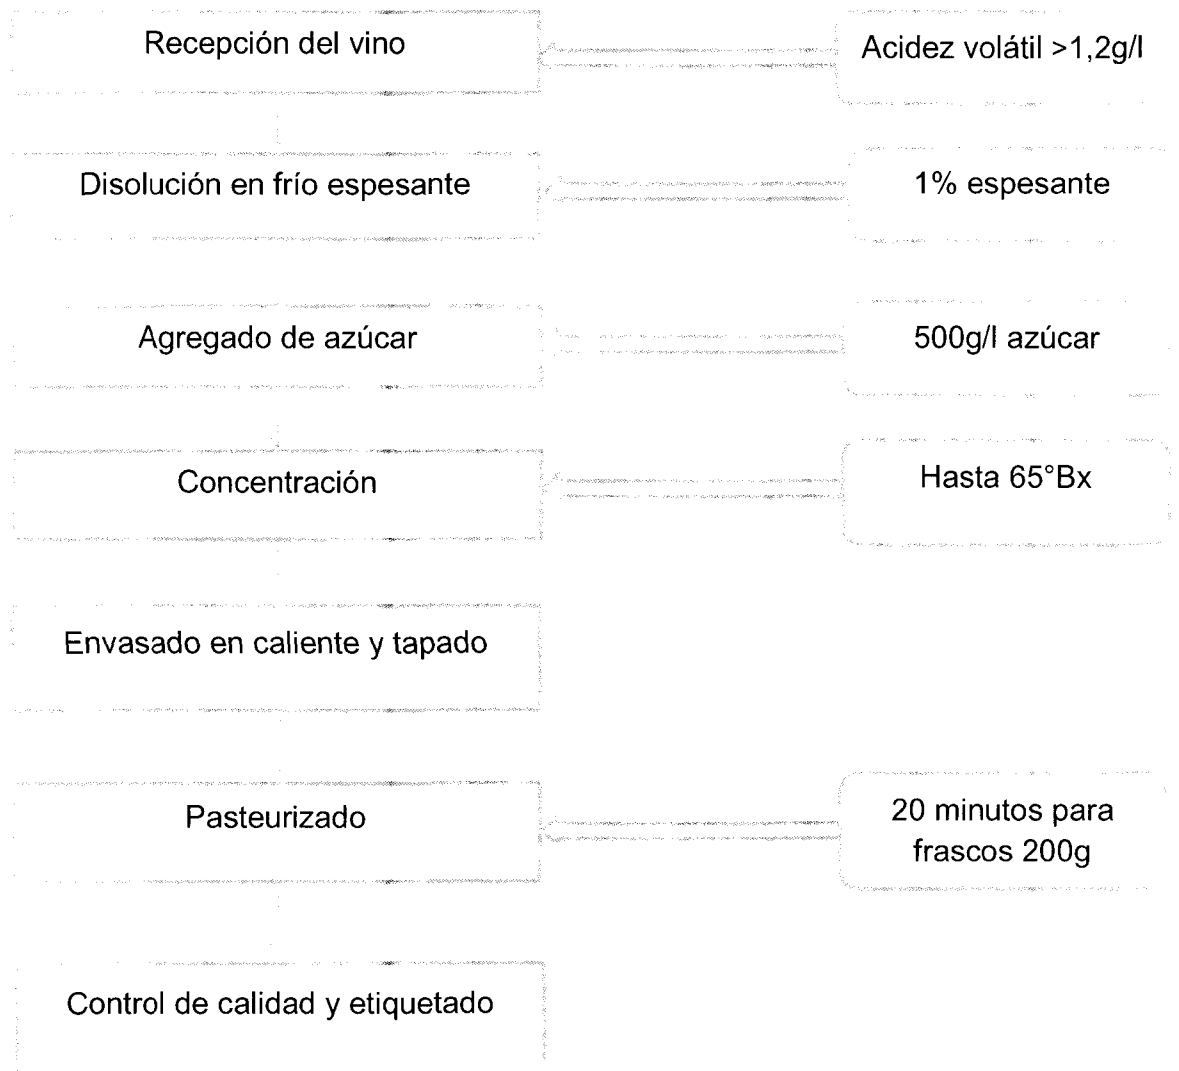 Recepción del vino
Acidez volátil >1,2g/l
Disolución en frío espesante
1% espesante
Agregado de azúcar
500g/l azúcar
Concentración
Hasta 65°Bx
Envasado en caliente y tapado
Pasteurizado
20 minutos para
frascos 200g
Control de calidad y etiquetado